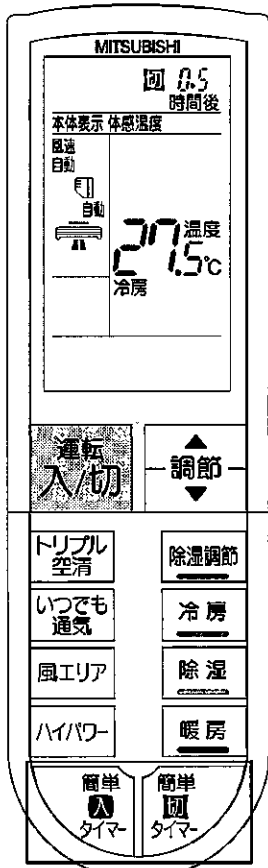 MITSUBISHI
切 0.5
時間後
本体表示 体感温度
風速
自動
自動
温度
27.5℃
冷房
運転
入/切
▲
調節
▼
トリプル
空清
除湿調節
いつでも
通気
冷房
風エリア
除湿
ハイパワー
暖房
簡単
入
タイマー
簡単
切
タイマー